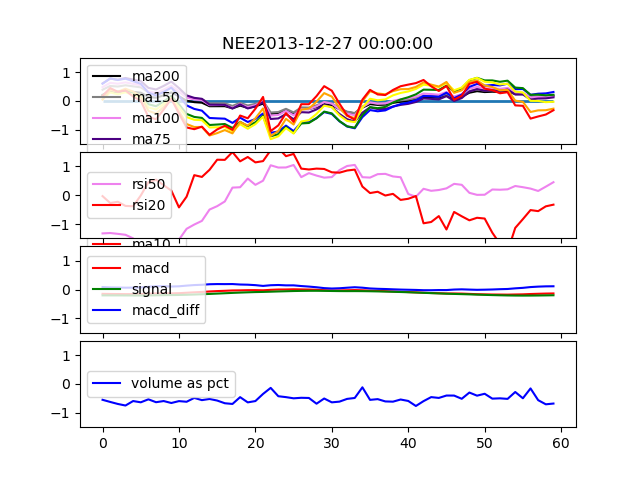 NEE2013-12-27 00:00:00
1
0
−1
ma200
ma150
ma100
ma75
1
0
−1
rsi50
rsi20
ma10
1
0
−1
macd
signal
macd_diff
1
0
−1
volume as pct
0 10 20 30 40 50 60